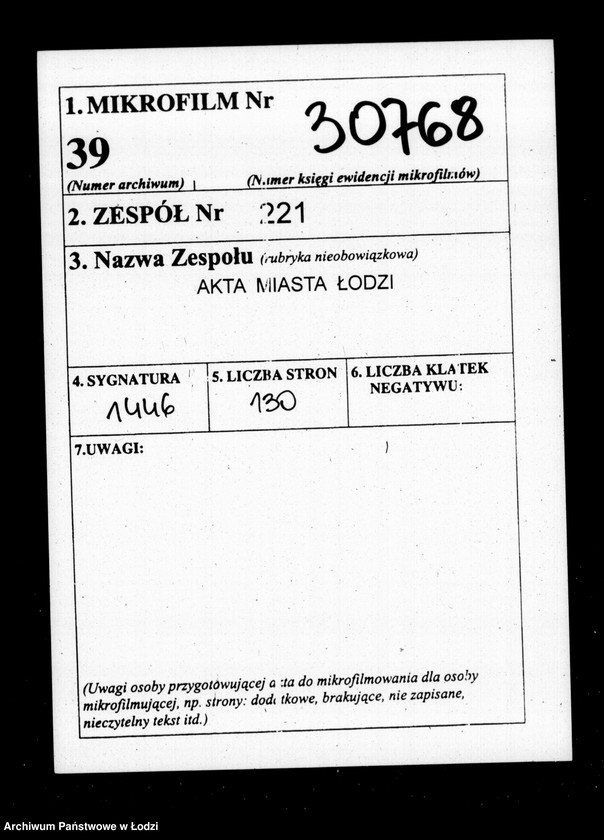 1. MIKROFILM Nr 30768
39
(Numer archiwum) (Numer księgi ewidencji mikrofilmów)
2. ZESPÓŁ Nr 221
3. Nazwa Zespołu (rubryka nieobowiązkowa)
AKTA MIASTA ŁODZI
4. SYGNATURA 5. LICZBA STRON 6. LICZBA KLATEK
NEGATYWU:
1446 130
7.UWAGI:
(Uwagi osoby przygotowującej akta do mikrofilmowania dla osoby
mikrofilmującej, np. strony: dodatkowe, brakujące, nie zapisane,
nieczytelny tekst itd.)
Archiwum Państwowe w Łodzi